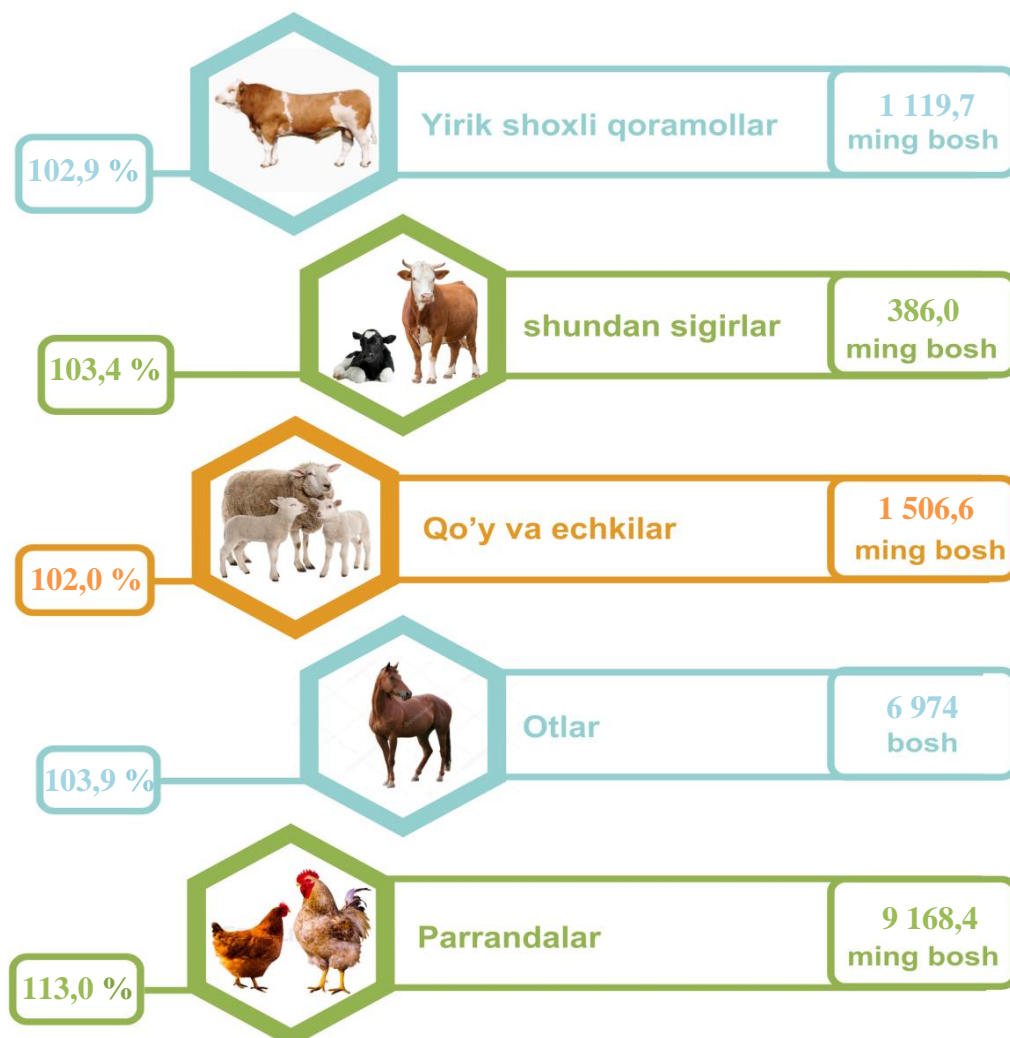 Yirik shoxli qoramollar
1 119,7
ming bosh
102,9 %
shundan sigirlar
386,0
ming bosh
103,4 %
Qo’y va echkilar
1 506,6
ming bosh
102,0 %
Otlar
6 974
bosh
103,9 %
Parrandalar
9 168,4
ming bosh
113,0 %